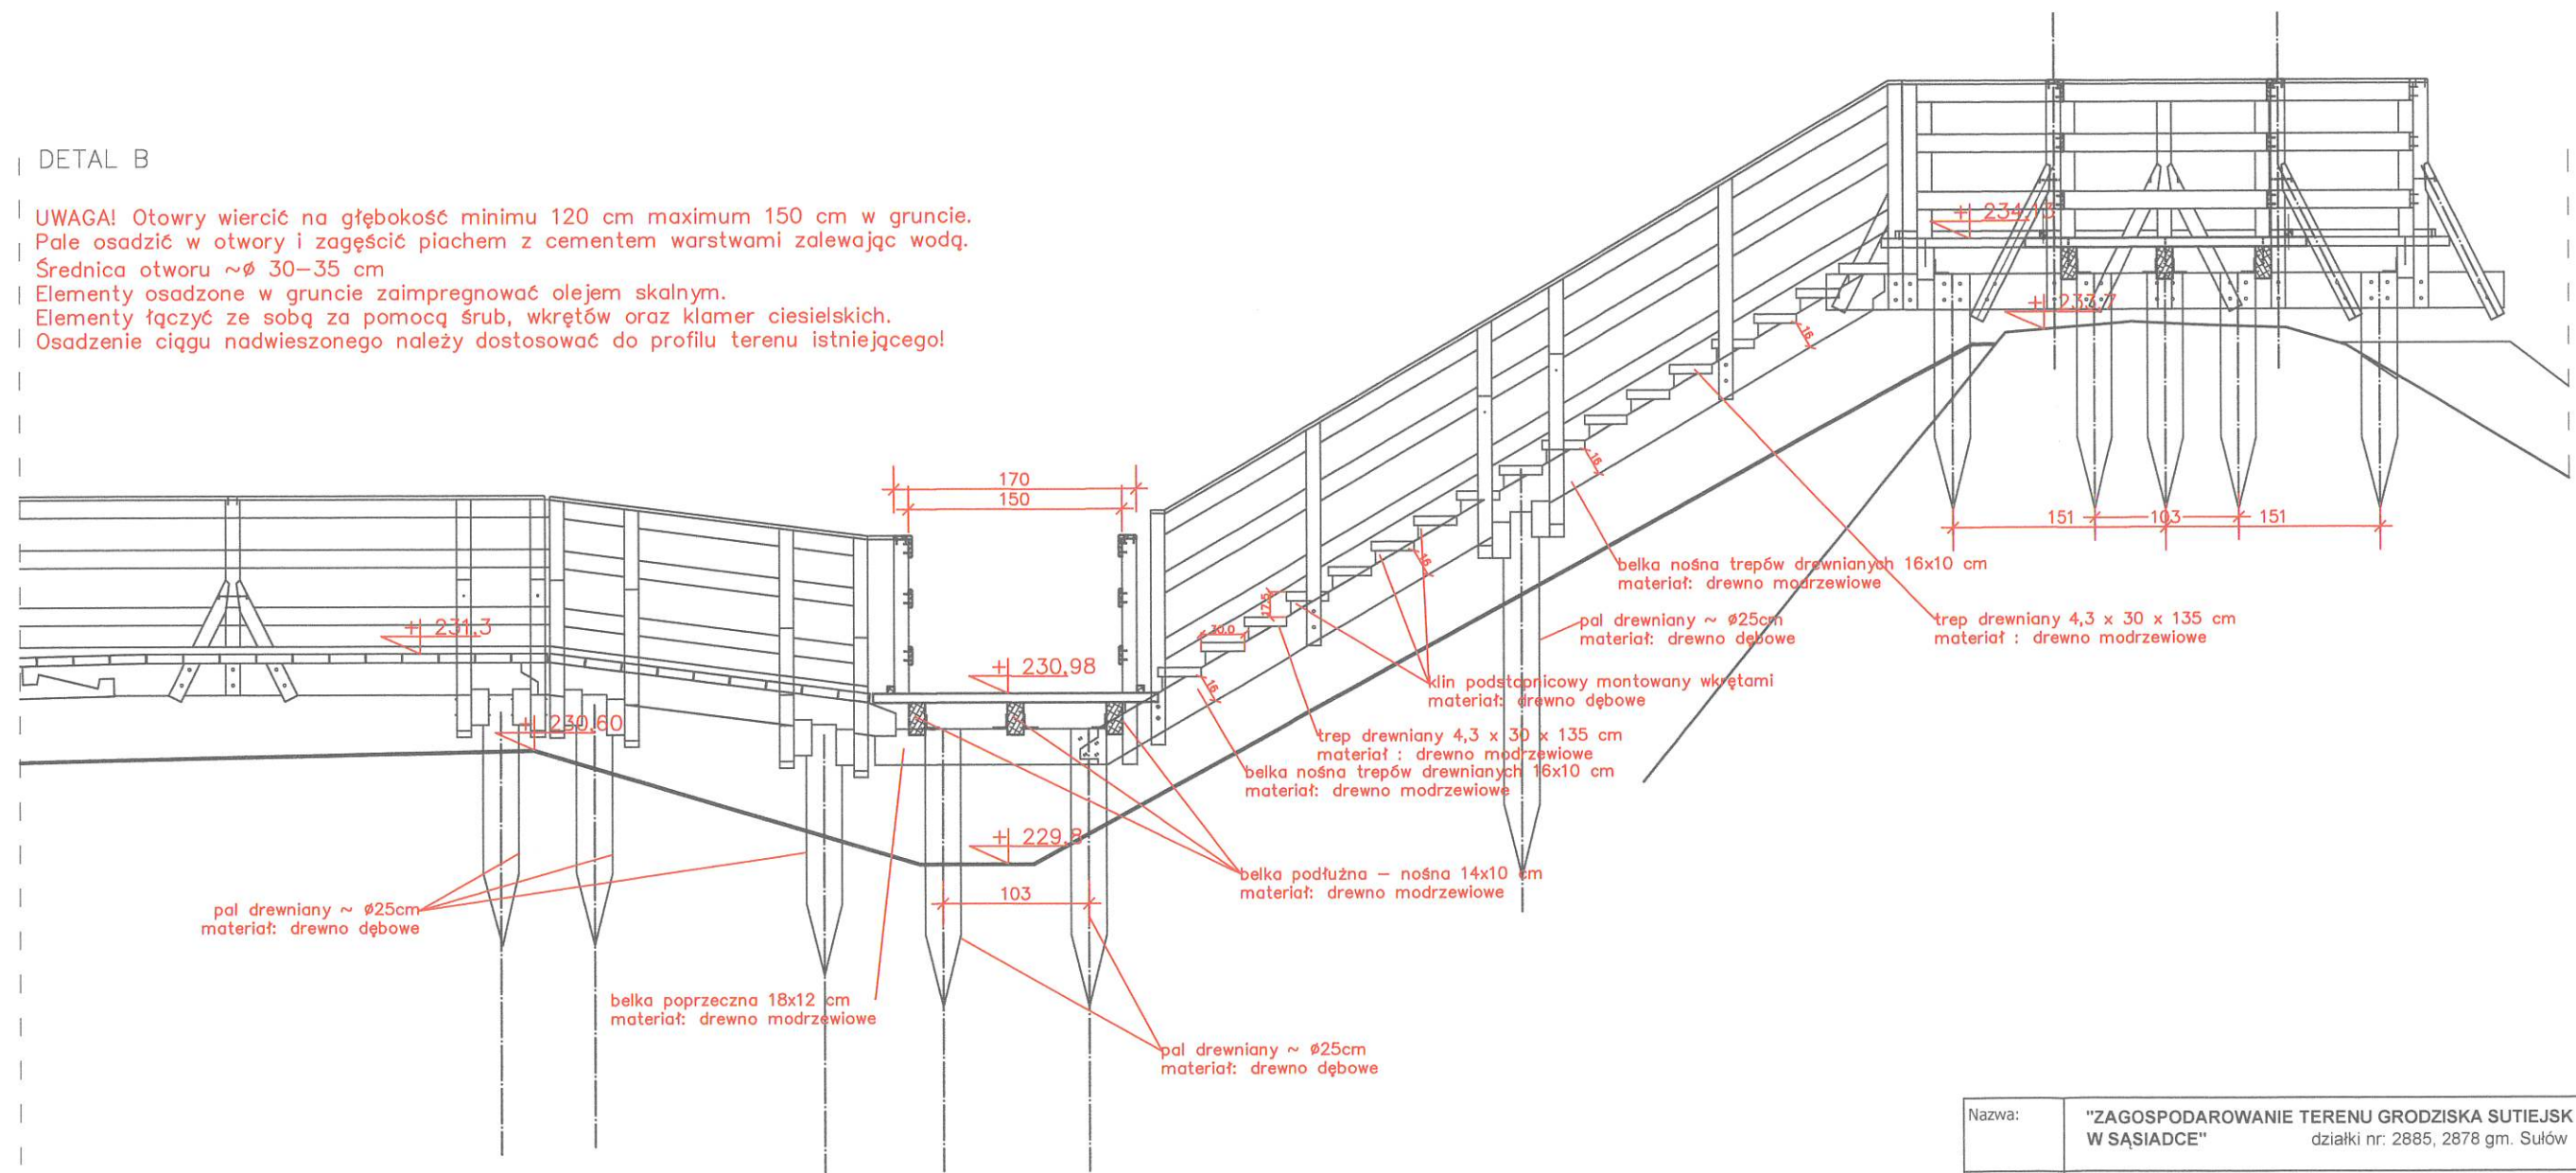 DETAL B
UWAGA! Otowry wiercić na głębokość minimu 120 cm maximum 150 cm w gruncie.
Pale osadzić w otwory i zagęścić piachem z cementem warstwami zalewając wodą.
Średnica otworu ~ø 30-35 cm
Elementy osadzone w gruncie zaimpregnować olejem skalnym.
Elementy łączyć ze sobą za pomocą śrub, wkrętów oraz klamer ciesielskich.
Osadzenie ciągu nadwieszonego należy dostosować do profilu terenu istniejącego!
+ 234,13
+ 233,7
16
16
16
16
170
150
151
103
151
belka nośna trepów drewnianych 16x10 cm
materiał: drewno modrzewiowe
trep drewniany 4,3 x 30 x 135 cm
materiał : drewno modrzewiowe
pal drewniany ~ ø25cm
materiał: drewno dębowe
17,5
30,0
+ 231,3
+ 230,98
+ 230,60
klin podstopnicowy montowany wkrętami
materiał: drewno dębowe
trep drewniany 4,3 x 30 x 135 cm
materiał : drewno modrzewiowe
belka nośna trepów drewnianych 16x10 cm
materiał: drewno modrzewiowe
+ 229,8
belka podłużna – nośna 14x10 cm
materiał: drewno modrzewiowe
103
pal drewniany ~ ø25cm
materiał: drewno dębowe
belka poprzeczna 18x12 cm
materiał: drewno modrzewiowe
pal drewniany ~ ø25cm
materiał: drewno dębowe
Nazwa:
"ZAGOSPODAROWANIE TERENU GRODZISKA SUTIEJSK
W SĄSIADCE" działki nr: 2885, 2878 gm. Sułów